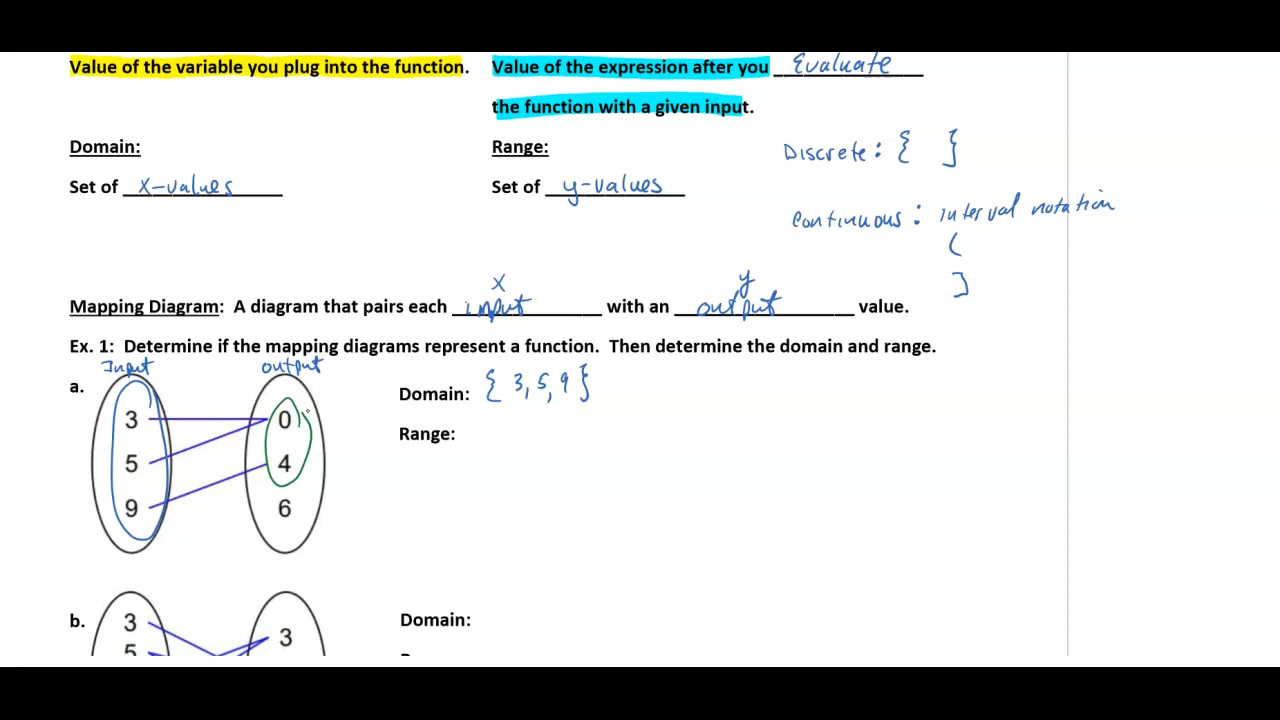 Value of the variable you plug into the function. Value of the expression after you Evaluate
the function with a given input.
Domain: Range:
Discrete: { }
Set of x-values Set of y-values
Continuous: interval notation
(
]
x y
Mapping Diagram: A diagram that pairs each input with an output value.
Ex. 1: Determine if the mapping diagrams represent a function. Then determine the domain and range.
Input output
a.
Domain: { 3, 5, 9 }
3 0
Range:
5 4
9 6
b. 3 Domain:
3
5